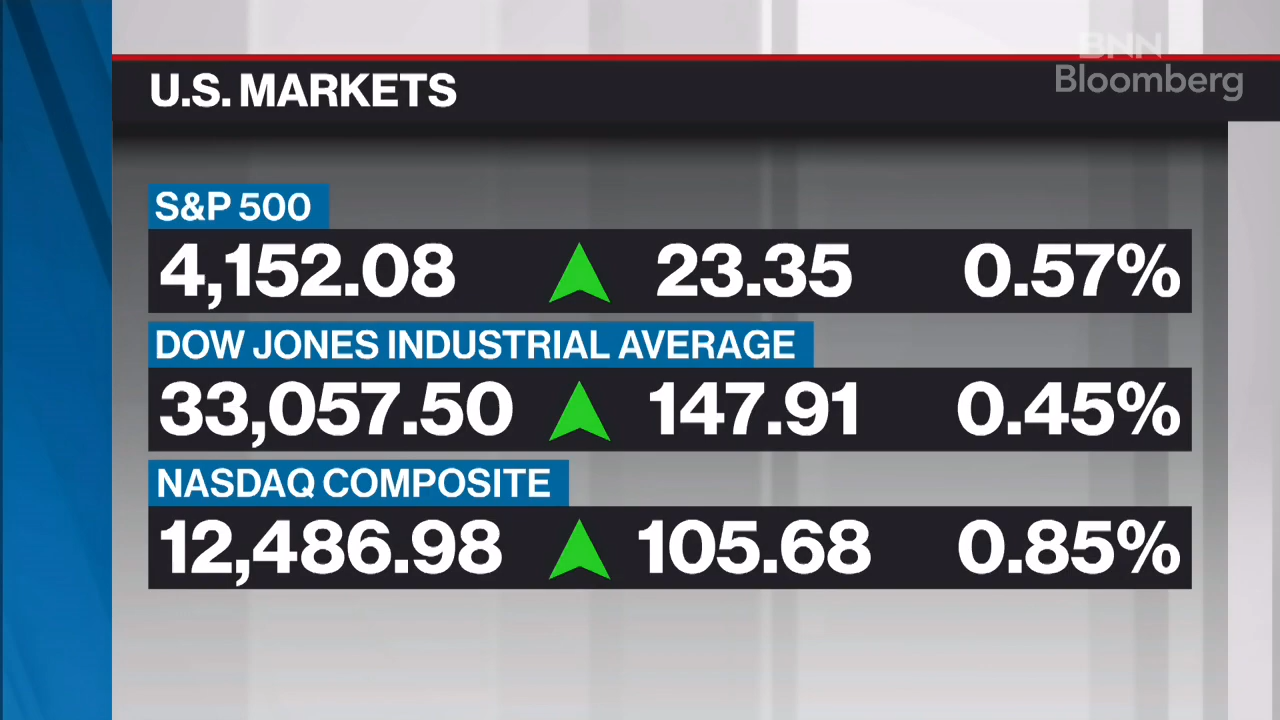 BNN
Bloomberg
U.S. MARKETS
S&P 500
4,152.08 23.35 0.57%
DOW JONES INDUSTRIAL AVERAGE
33,057.50 147.91 0.45%
NASDAQ COMPOSITE
12,486.98 105.68 0.85%